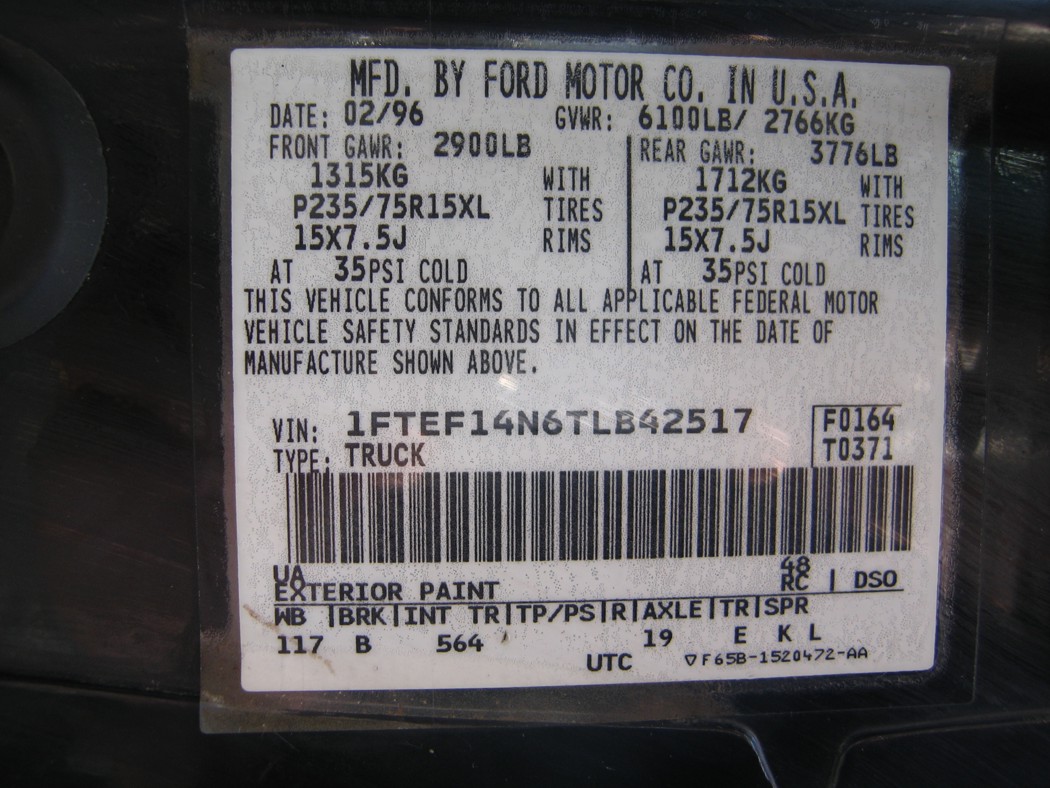 MFD. BY FORD MOTOR CO. IN U.S.A.
DATE: 02/96 GVWR: 6100LB/ 2766KG
FRONT GAWR: 2900LB REAR GAWR: 3776LB
1315KG WITH 1712KG WITH
P235/75R15XL TIRES P235/75R15XL TIRES
15X7.5J RIMS 15X7.5J RIMS
AT 35PSI COLD AT 35PSI COLD
THIS VEHICLE CONFORMS TO ALL APPLICABLE FEDERAL MOTOR
VEHICLE SAFETY STANDARDS IN EFFECT ON THE DATE OF
MANUFACTURE SHOWN ABOVE.
VIN: 1FTEF14N6TLB42517 F0164
TYPE: TRUCK T0371
UA 48
EXTERIOR PAINT RC | DSO
WB |BRK|INT TR|TP/PS|R|AXLE|TR|SPR
117 B 564 19 E K L
UTC ▽F65B-1520472-AA